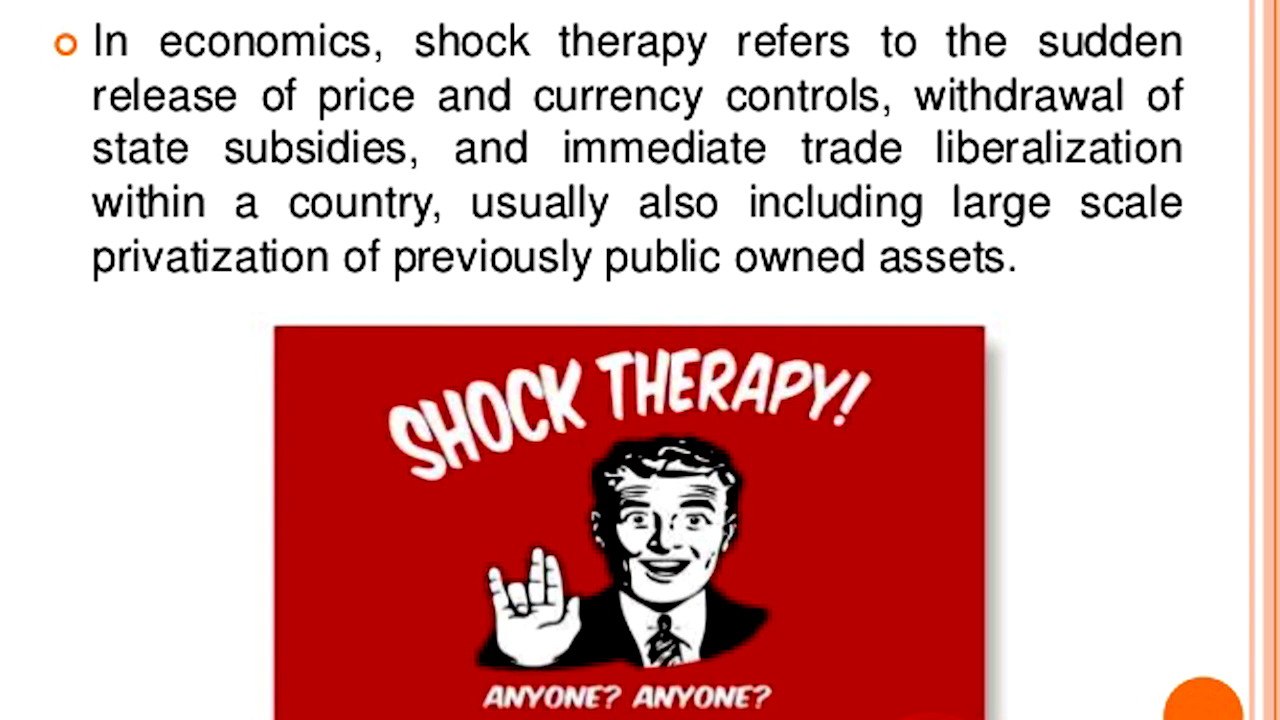 In economics, shock therapy refers to the sudden
release of price and currency controls, withdrawal of
state subsidies, and immediate trade liberalization
within a country, usually also including large scale
privatization of previously public owned assets.
SHOCK THERAPY!
ANYONE? ANYONE?